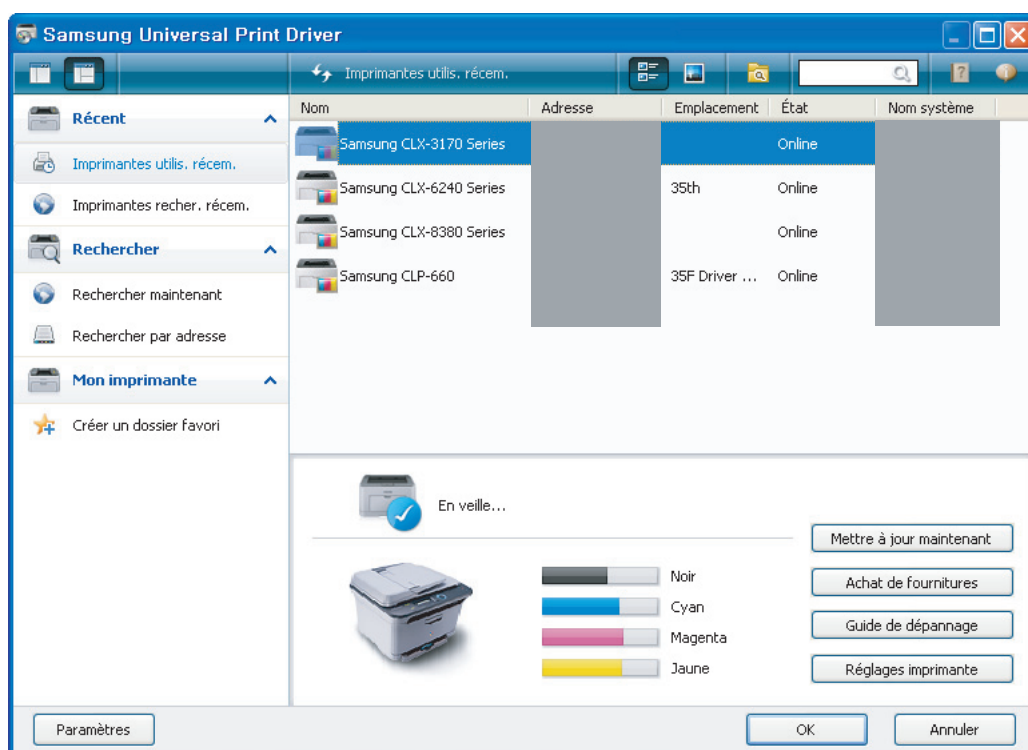 Samsung Universal Print Driver
Imprimantes utilis. récem.
Récent
Imprimantes utilis. récem.
Imprimantes recher. récem.
Rechercher
Rechercher maintenant
Rechercher par adresse
Mon imprimante
Créer un dossier favori
Nom Adresse Emplacement État Nom système
Samsung CLX-3170 Series Online
Samsung CLX-6240 Series 35th Online
Samsung CLX-8380 Series Online
Samsung CLP-660 35F Driver ... Online
En veille...
Noir
Cyan
Magenta
Jaune
Mettre à jour maintenant
Achat de fournitures
Guide de dépannage
Réglages imprimante
Paramètres
OK
Annuler